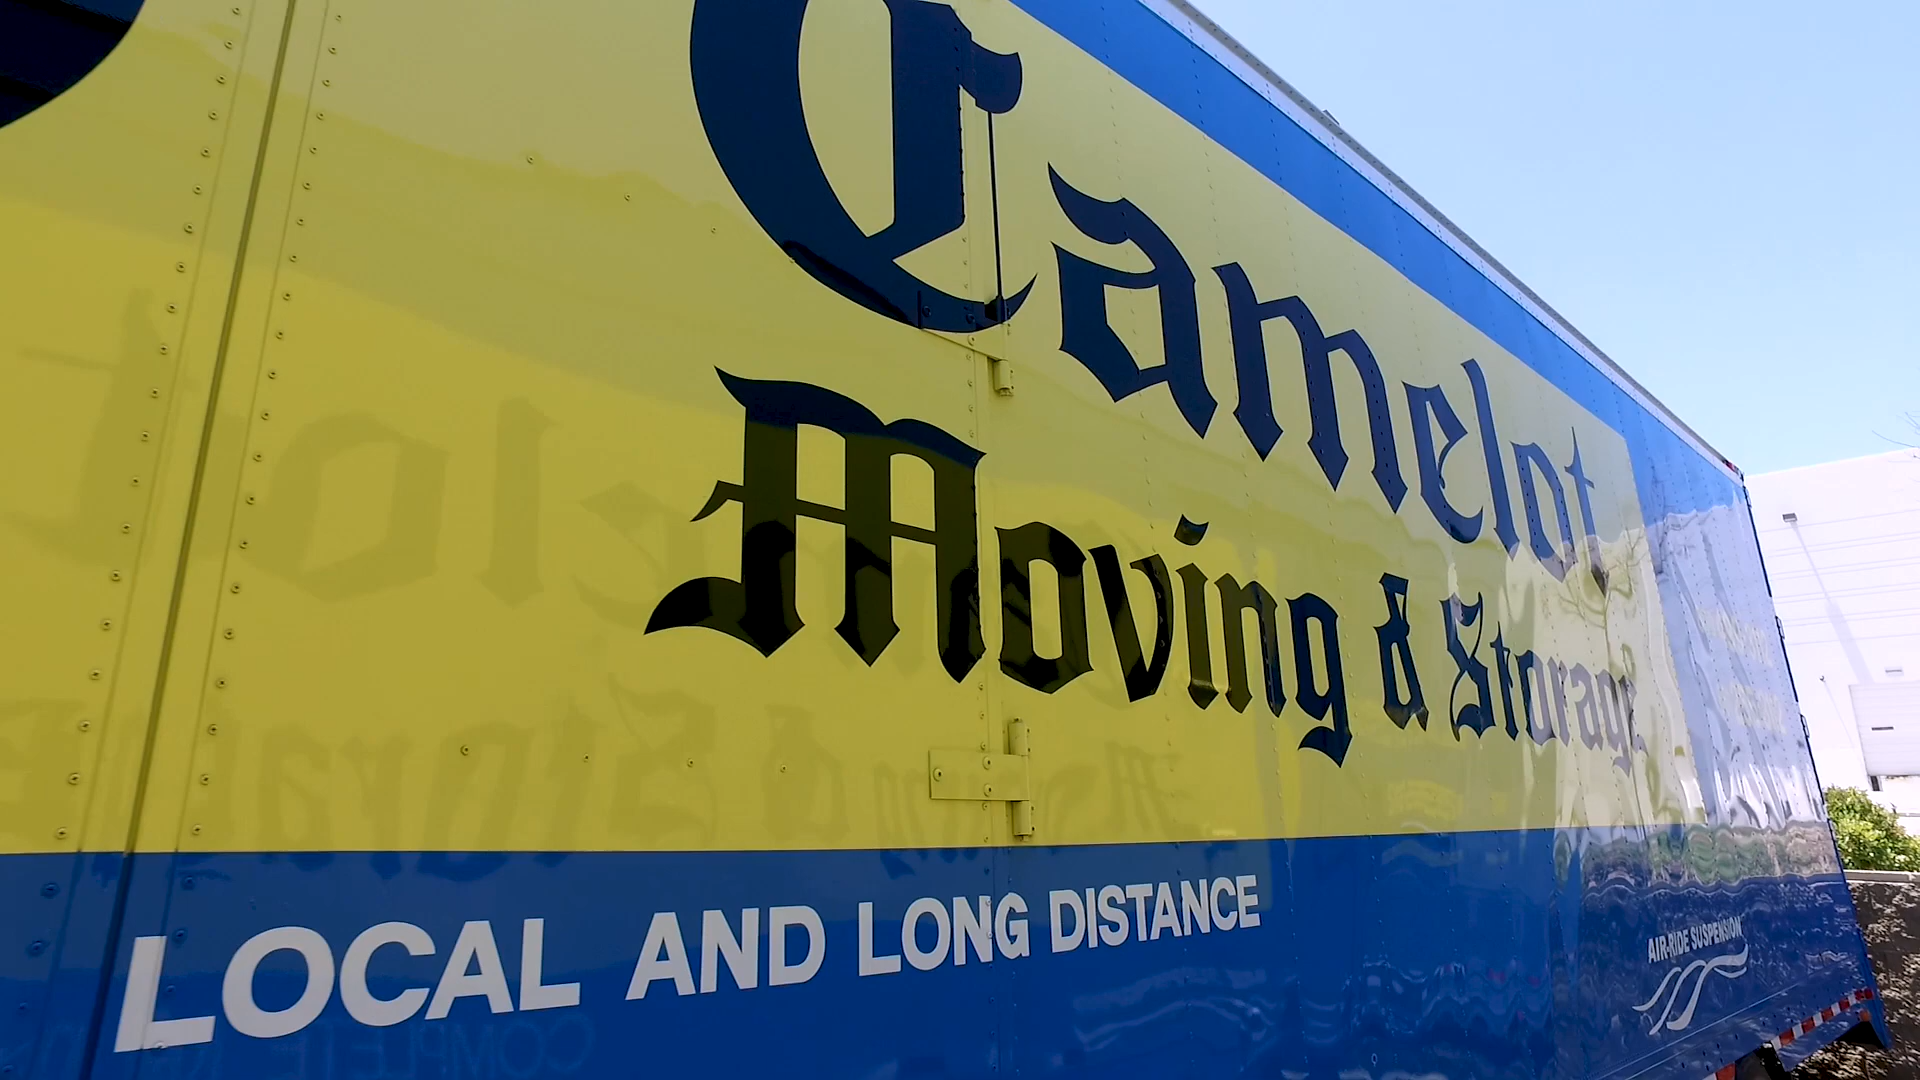 Camelot
Moving & Storage
LOCAL AND LONG DISTANCE
AIR-RIDE SUSPENSION